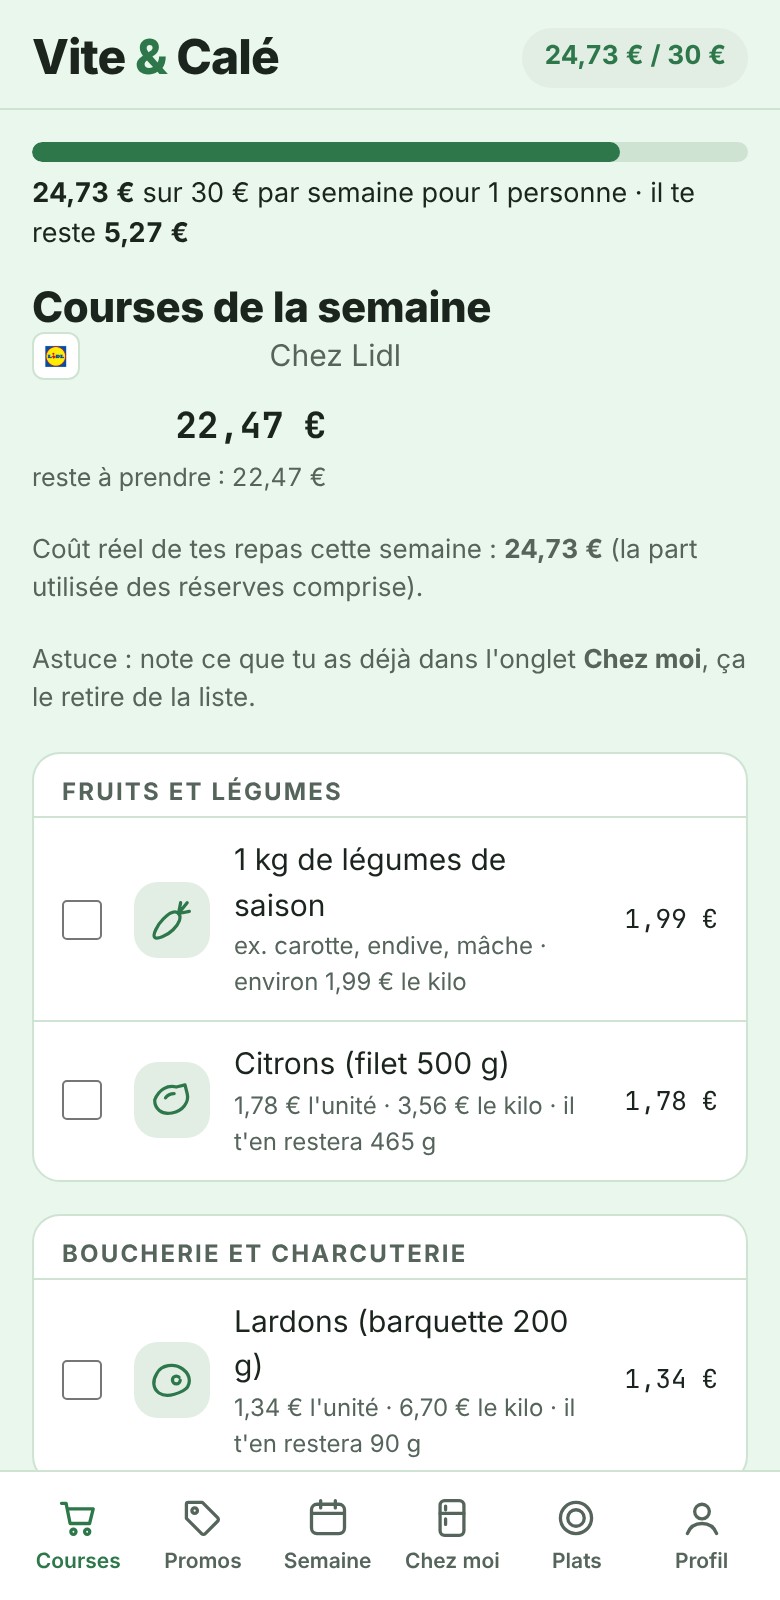 Vite & Calé
24,73 € / 30 €
24,73 € sur 30 € par semaine pour 1 personne · il te
reste 5,27 €
Courses de la semaine
LIDL
Chez Lidl
22,47 €
reste à prendre : 22,47 €
Coût réel de tes repas cette semaine : 24,73 € (la part
utilisée des réserves comprise).
Astuce : note ce que tu as déjà dans l'onglet Chez moi, ça
le retire de la liste.
FRUITS ET LÉGUMES
1 kg de légumes de
saison
ex. carotte, endive, mâche ·
environ 1,99 € le kilo
1,99 €
Citrons (filet 500 g)
1,78 € l'unité · 3,56 € le kilo · il
t'en restera 465 g
1,78 €
BOUCHERIE ET CHARCUTERIE
Lardons (barquette 200
g)
1,34 € l'unité · 6,70 € le kilo · il
t'en restera 90 g
1,34 €
Courses
Promos
Semaine
Chez moi
Plats
Profil